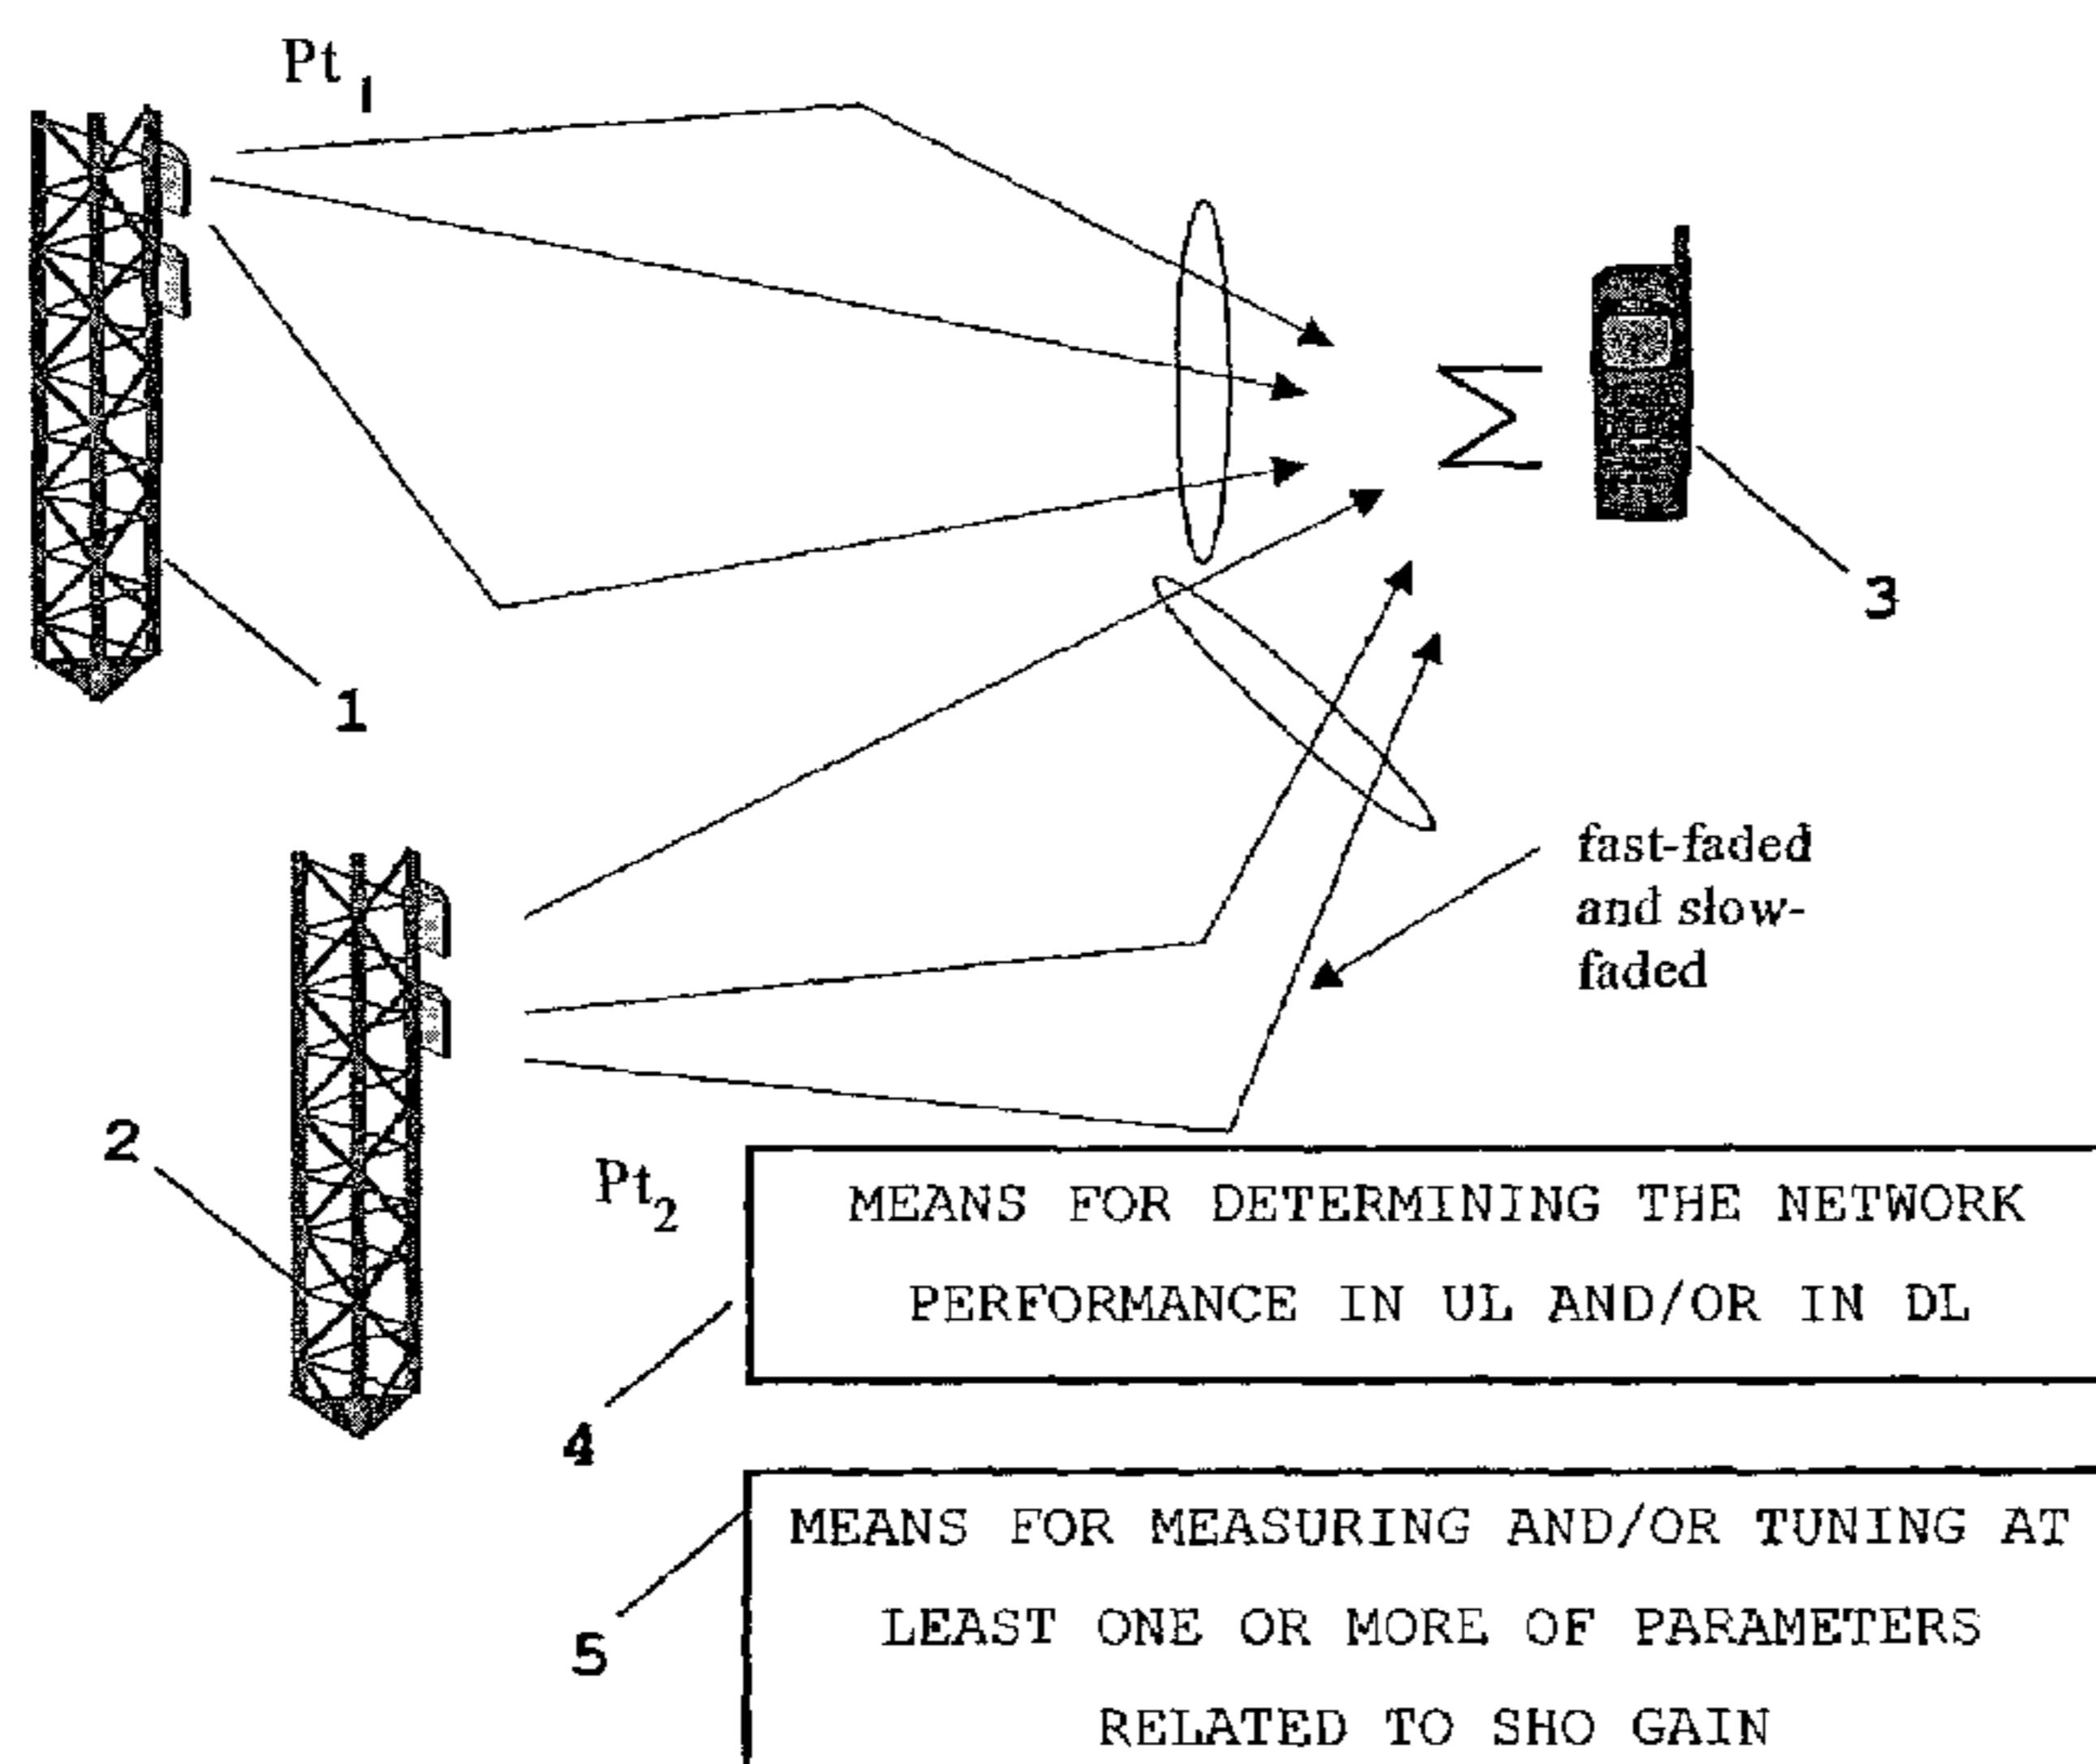 Pt 1
Σ
3
1
fast-faded
and slow-
faded
2
Pt2
MEANS FOR DETERMINING THE NETWORK
PERFORMANCE IN UL AND/OR IN DL
4
MEANS FOR MEASURING AND/OR TUNING AT
LEAST ONE OR MORE OF PARAMETERS
RELATED TO SHO GAIN
5